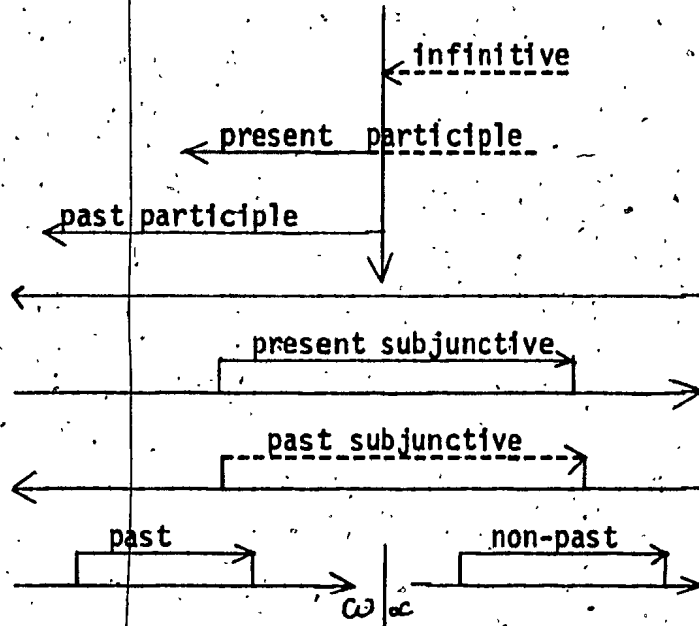 infinitive
present participle
past participle
present subjunctive
past subjunctive
past non-past
ω α